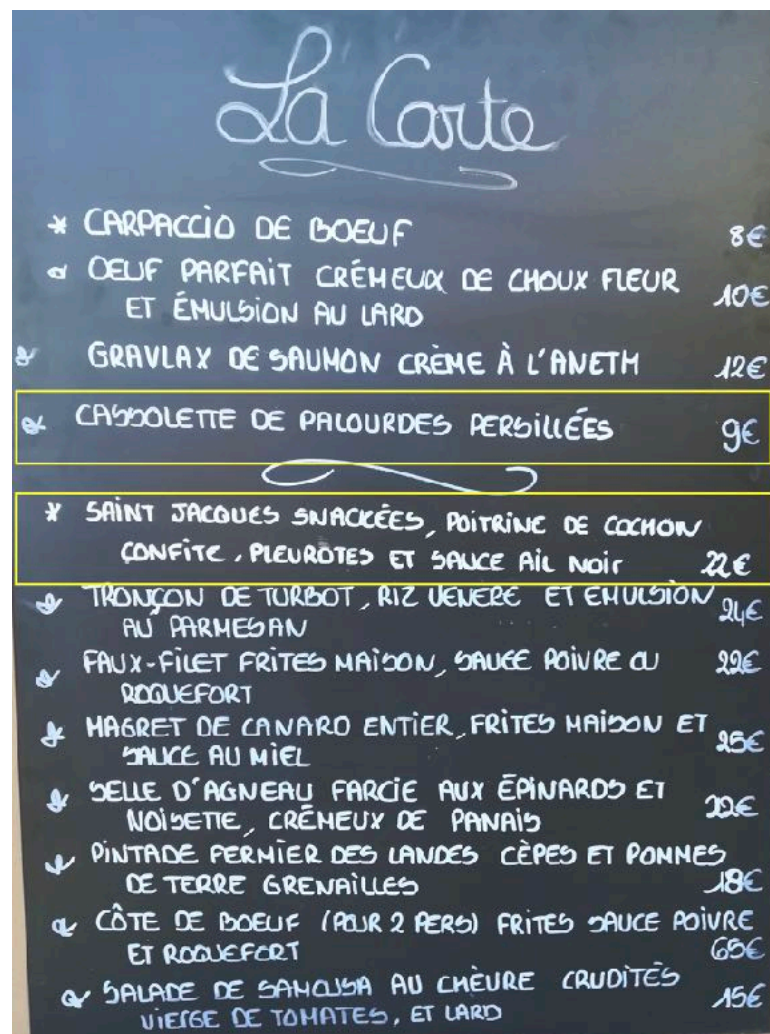 La Carte
* CARPACCIO DE BOEUF 8€
OEUF PARFAIT CRÉMEUX DE CHOUX FLEUR
ET ÉMULSION AU LARD 10€
GRAVLAX DE SAUMON CRÈME À L'ANETH 12€
CASSOLETTE DE PALOURDES PERSILLÉES 9€
* SAINT JACQUES SNACKÉES, POITRINE DE COCHON
CONFITE, PLEUROTES ET SAUCE AIL NOIR 22€
TRONÇON DE TURBOT, RIZ VENERE ET EMULSION
AU PARMESAN 24€
FAUX-FILET FRITES MAISON, SAUCE POIVRE OU
ROQUEFORT 22€
MAGRET DE CANARD ENTIER, FRITES MAISON ET
SAUCE AU MIEL 25€
SELLE D'AGNEAU FARCIE AUX ÉPINARDS ET
NOISETTE, CRÉMEUX DE PANAIS 22€
PINTADE FERMIER DES LANDES CÈPES ET POMMES
DE TERRE GRENAILLES 18€
CÔTE DE BOEUF (POUR 2 PERS) FRITES SAUCE POIVRE
ET ROQUEFORT 65€
SALADE DE SAMOUSA AU CHÈVRE CRUDITÉS
VIERGE DE TOMATES, ET LARD 15€